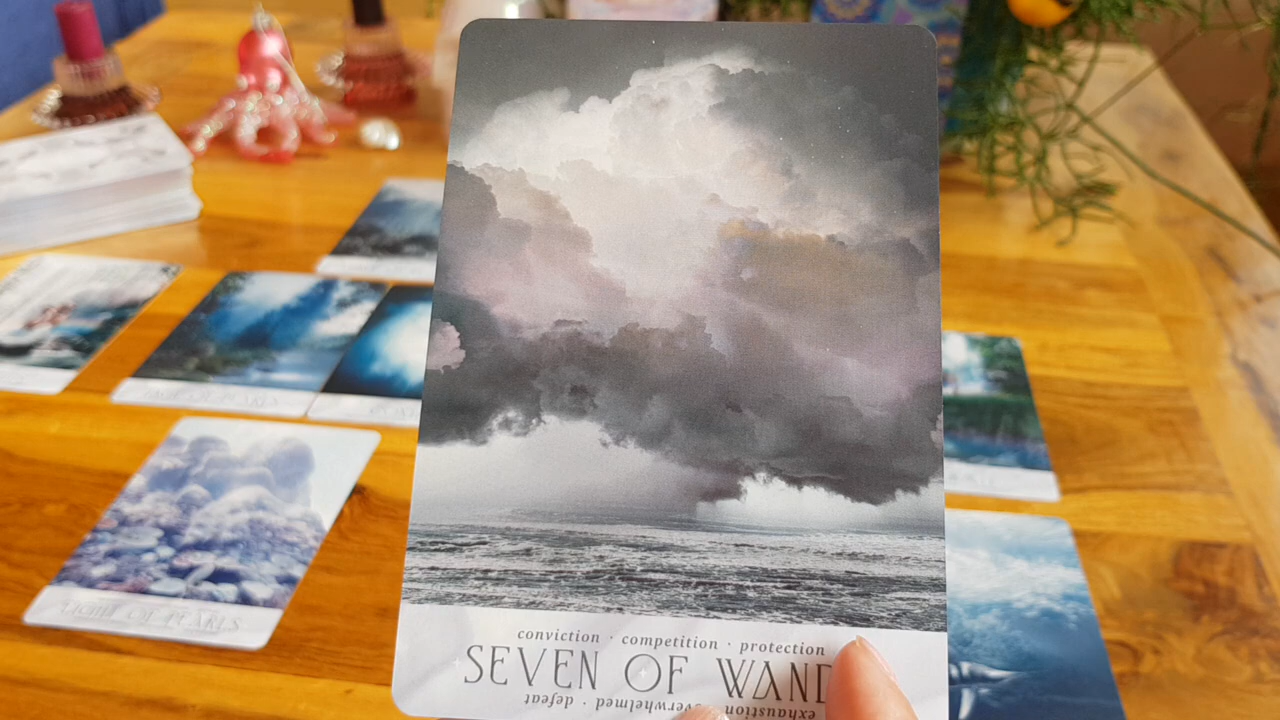 conviction · competition · protection
SEVEN OF WAND
exhaustion · overwhelmed · defeat
EIGHT OF PEARLS